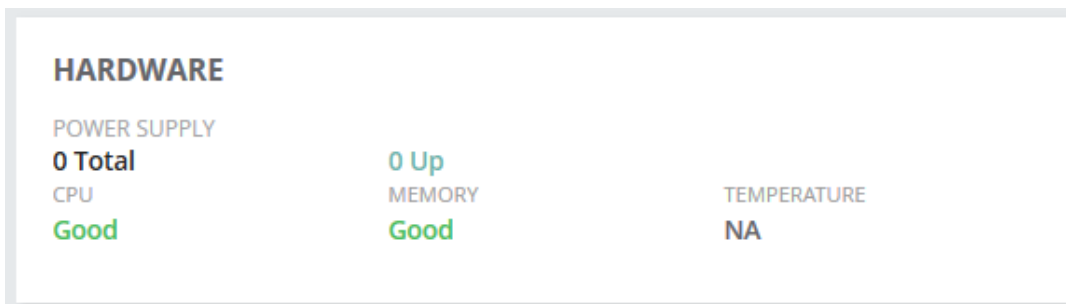 HARDWARE
POWER SUPPLY
0 Total 0 Up
CPU MEMORY TEMPERATURE
Good Good NA